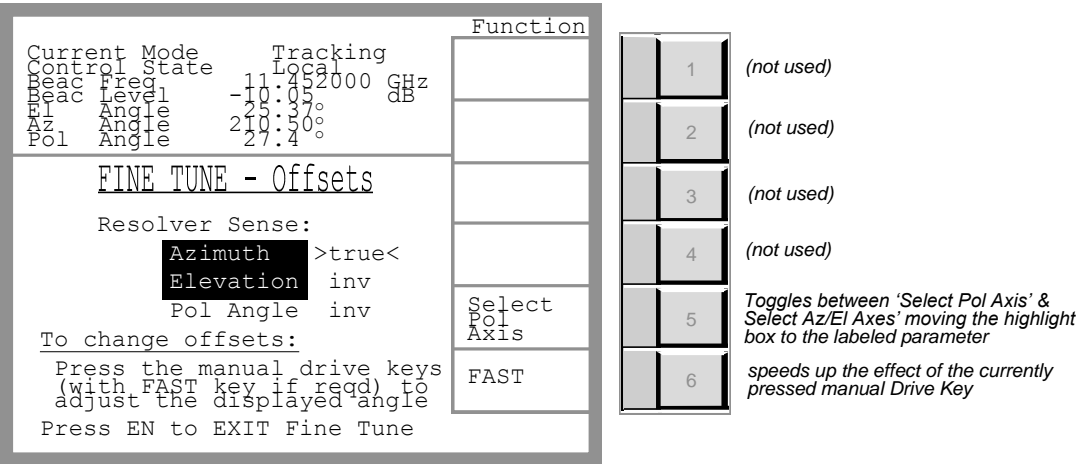 Function
Current Mode Tracking
Control State Local
Beac Freq 11.452000 GHz
Beac Level -10.05 dB
El Angle 25.37°
Az Angle 210.50°
Pol Angle 27.4 °
FINE TUNE - Offsets
Resolver Sense:
Azimuth >true<
Elevation inv
Pol Angle inv
To change offsets:
Press the manual drive keys
(with FAST key if reqd) to
adjust the displayed angle
Press EN to EXIT Fine Tune
Select
Pol
Axis
FAST
1 (not used)
2 (not used)
3 (not used)
4 (not used)
5
Toggles between ‘Select Pol Axis’ &
Select Az/El Axes’ moving the highlight
box to the labeled parameter
6
speeds up the effect of the currently
pressed manual Drive Key